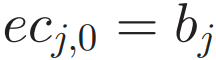 ec_{j,0} = b_j